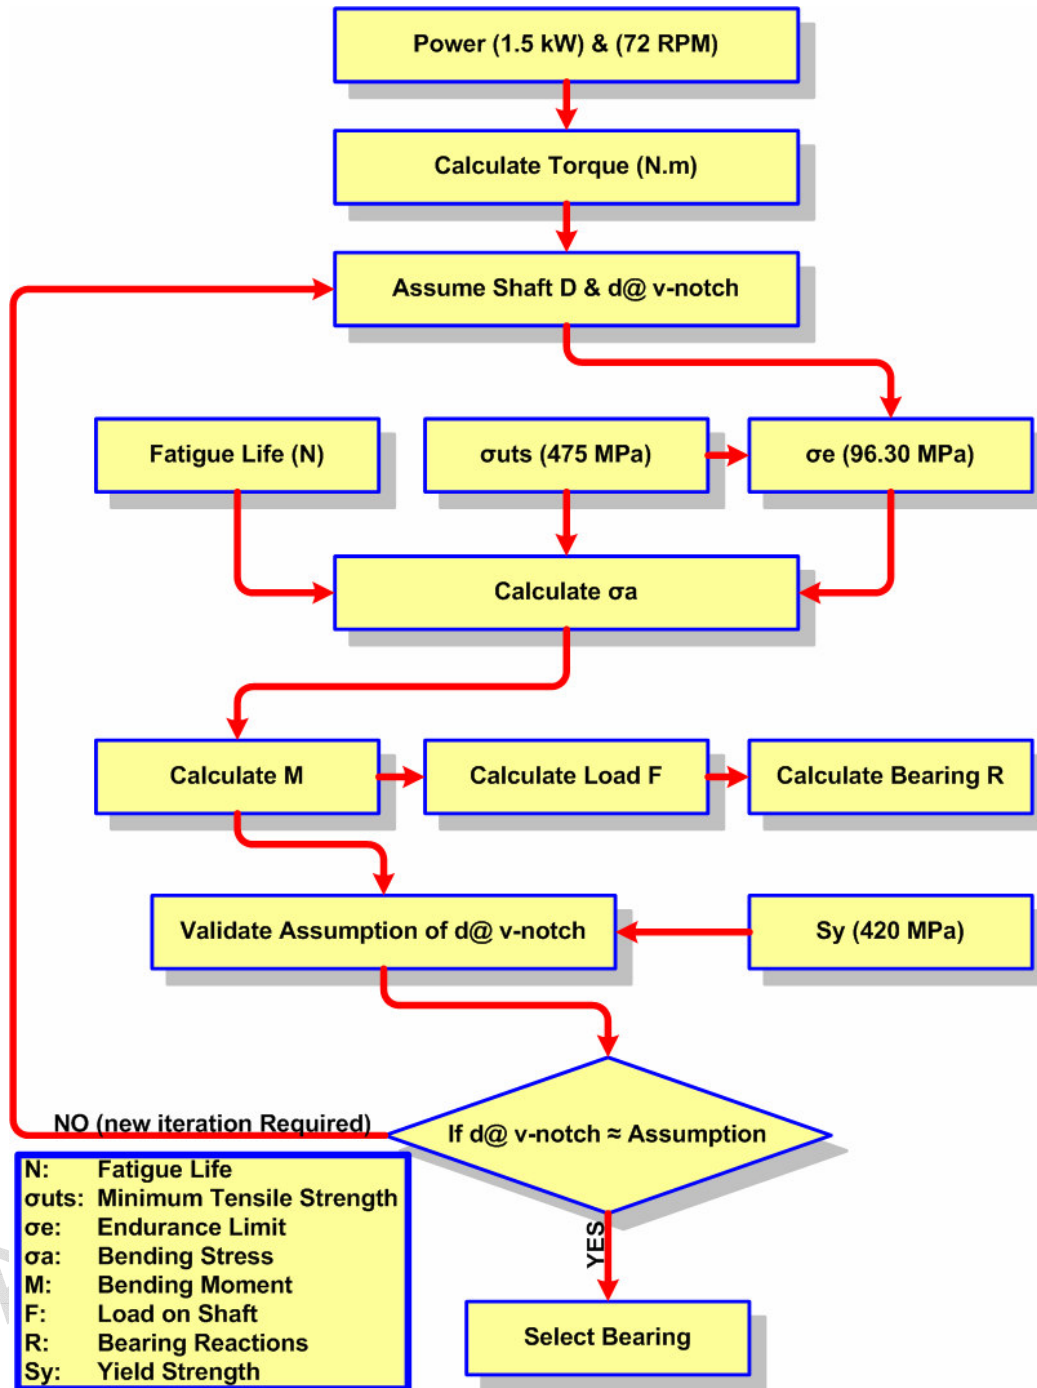 Power (1.5 kW) & (72 RPM)
Calculate Torque (N.m)
Assume Shaft D & d@ v-notch
Fatigue Life (N)
σuts (475 MPa)
σe (96.30 MPa)
Calculate σa
Calculate M
Calculate Load F
Calculate Bearing R
Validate Assumption of d@ v-notch
Sy (420 MPa)
NO (new iteration Required)
If d@ v-notch ≈ Assumption
YES
Select Bearing
N: Fatigue Life
σuts: Minimum Tensile Strength
σe: Endurance Limit
σa: Bending Stress
M: Bending Moment
F: Load on Shaft
R: Bearing Reactions
Sy: Yield Strength